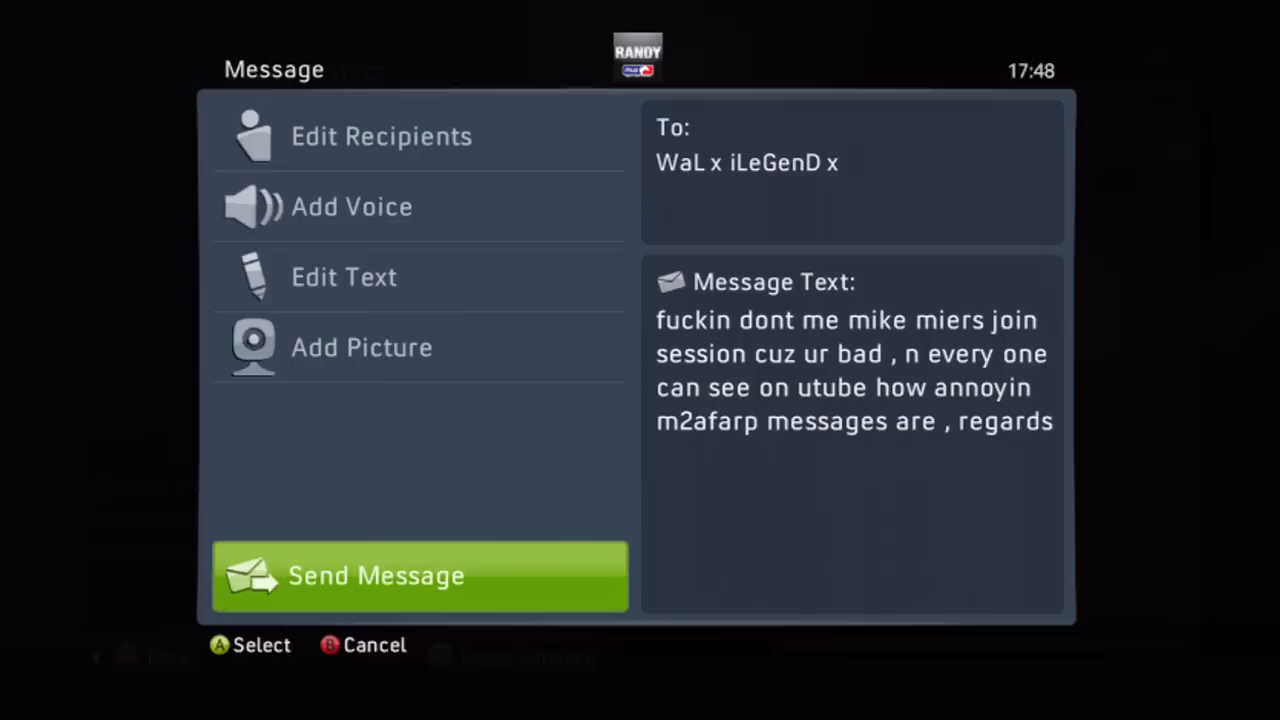 Message
RANDY
17:48
Edit Recipients
Add Voice
Edit Text
Add Picture
Send Message
To:
WaL x iLeGenD x
Message Text:
fuckin dont me mike miers join
session cuz ur bad , n every one
can see on utube how annoyin
m2afarp messages are , regards
A Select
B Cancel